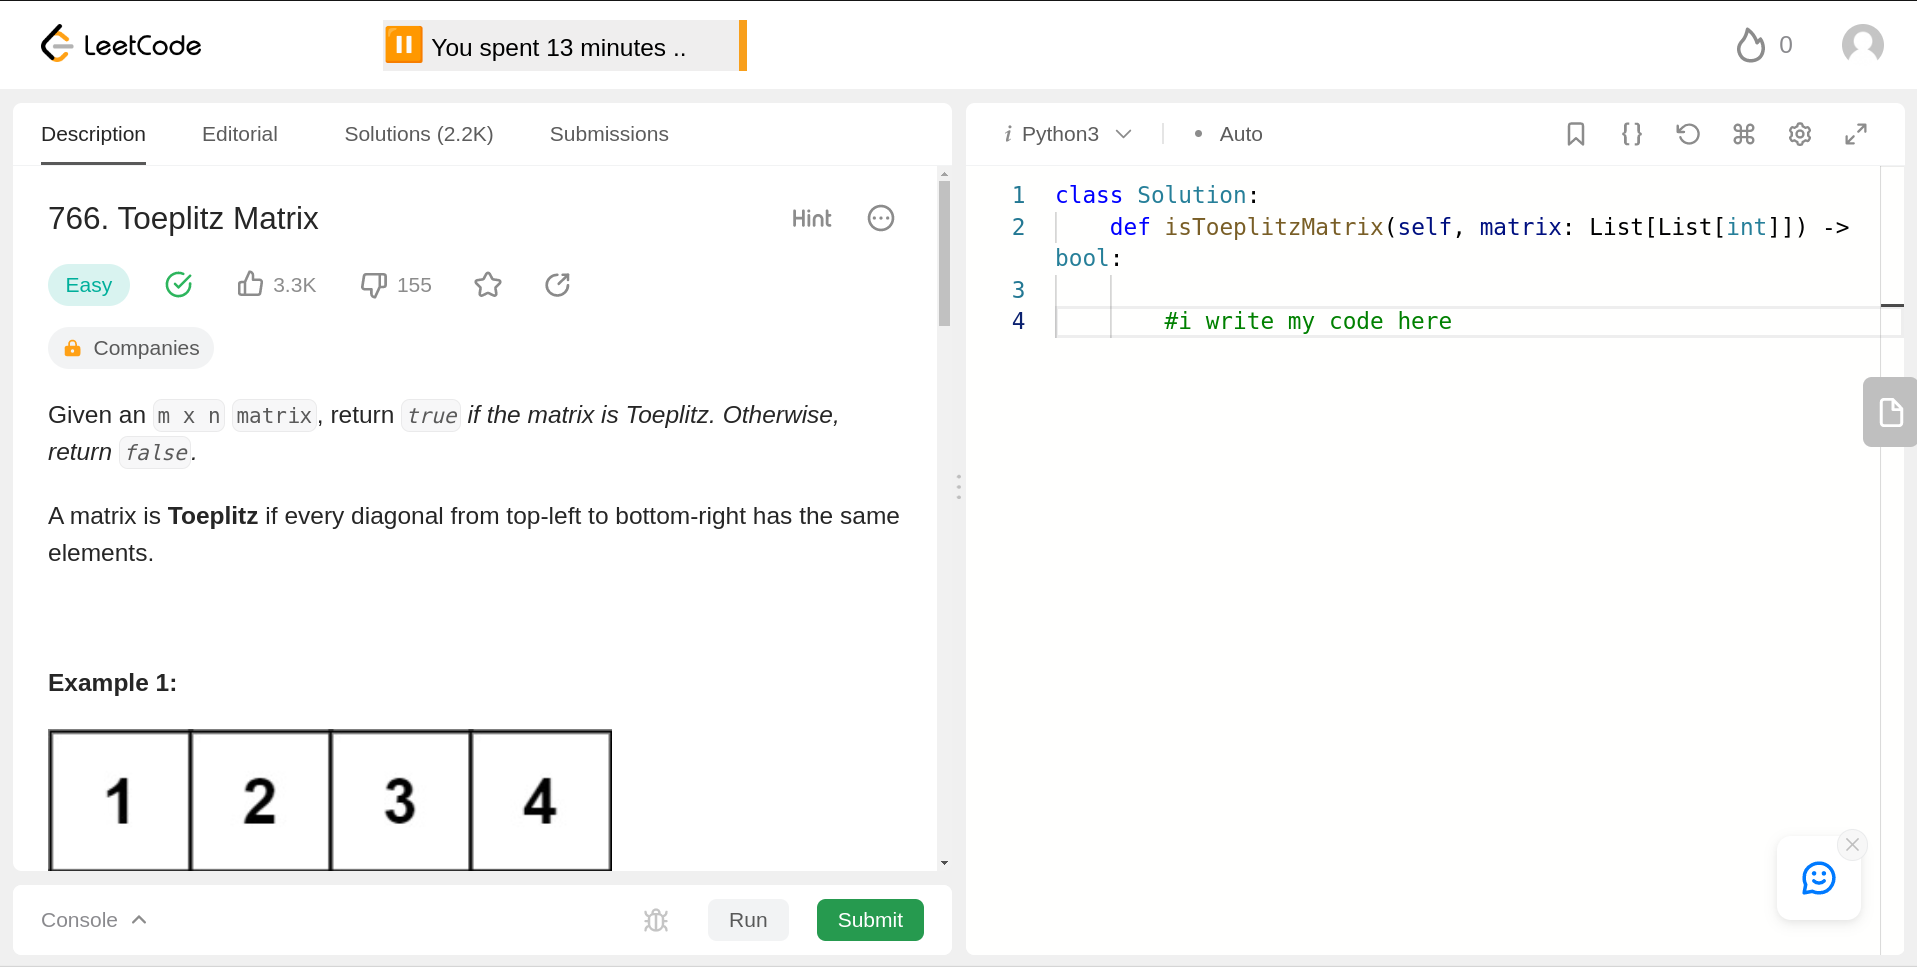 LeetCode
You spent 13 minutes ..
0
Description Editorial Solutions (2.2K) Submissions
766. Toeplitz Matrix
Hint
Easy 3.3K 155
Companies
Given an m x n matrix, return true if the matrix is Toeplitz. Otherwise,
return false.
A matrix is Toeplitz if every diagonal from top-left to bottom-right has the same
elements.
Example 1:
1 2 3 4
Console Run Submit
i Python3 Auto
1 class Solution:
2 def isToeplitzMatrix(self, matrix: List[List[int]]) ->
bool:
3
4 #i write my code here